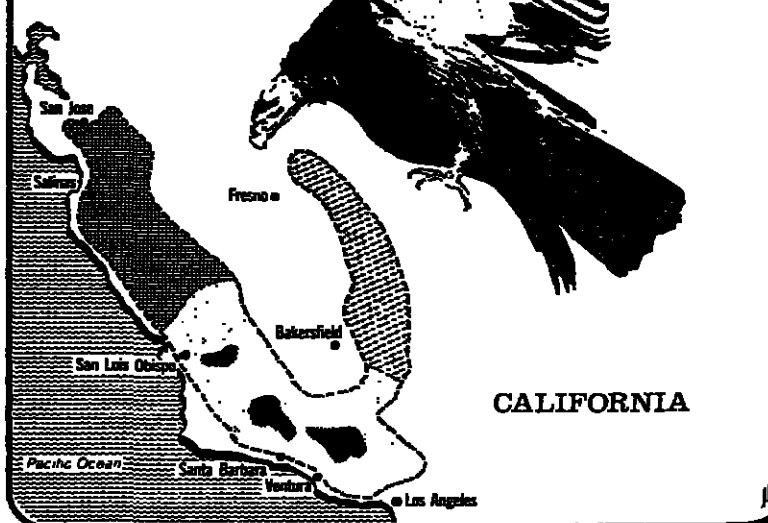 San Jose
Salinas
Fresno
Bakersfield
San Luis Obispo
CALIFORNIA
Pacific Ocean
Santa Barbara
Ventura
Los Angeles